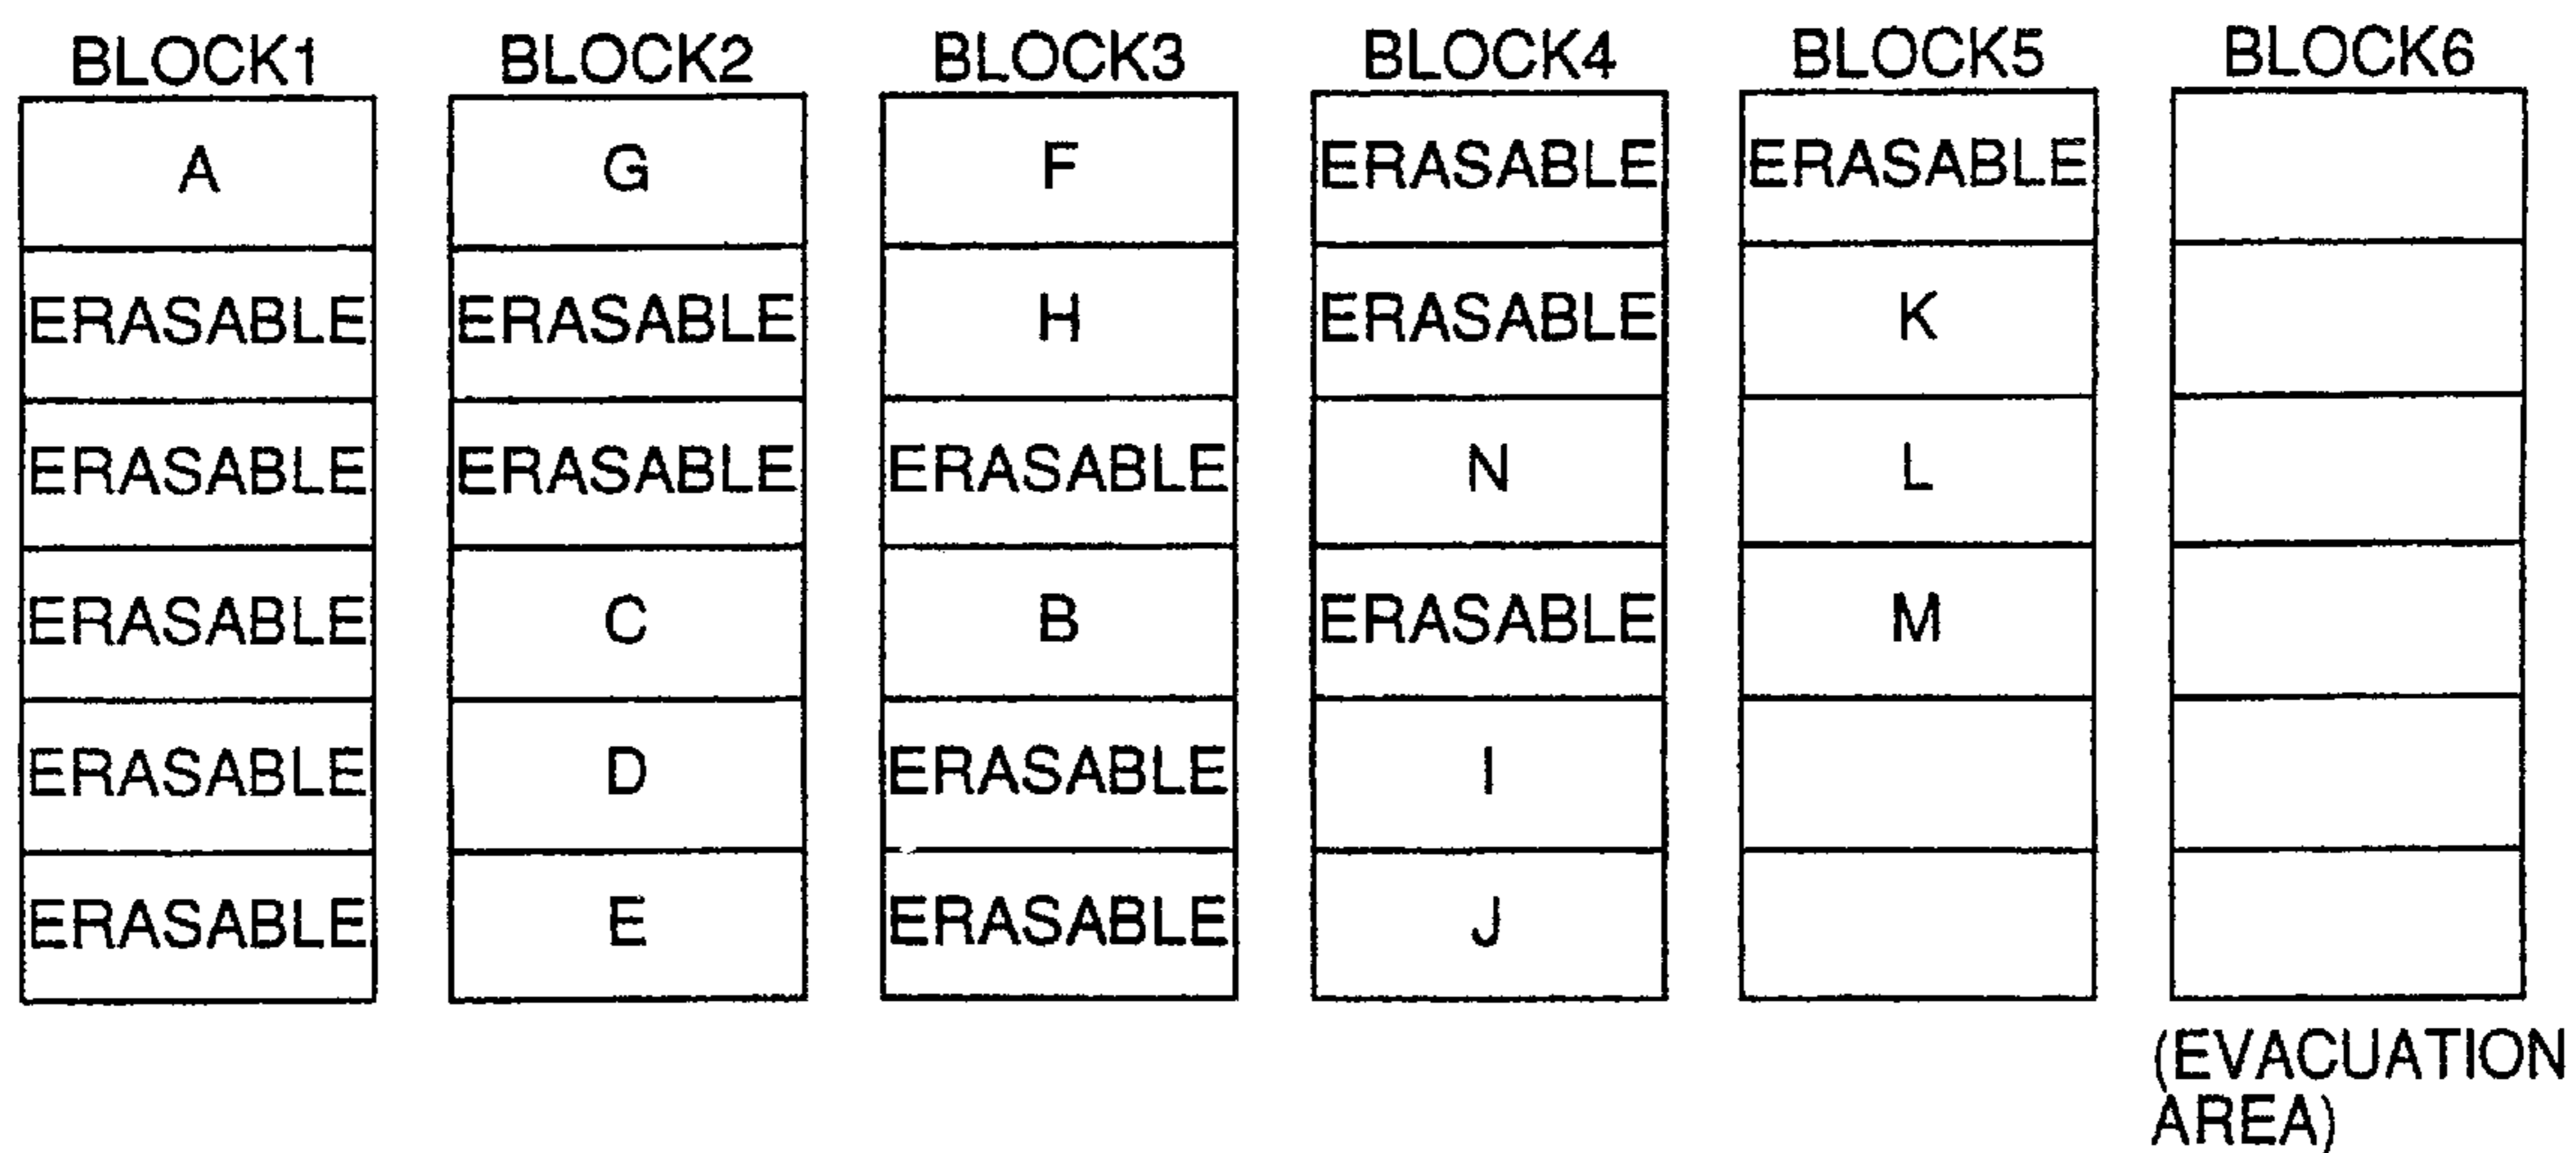 BLOCK1 BLOCK2 BLOCK3 BLOCK4 BLOCK5 BLOCK6
A G F ERASABLE ERASABLE
ERASABLE ERASABLE H ERASABLE K
ERASABLE ERASABLE ERASABLE N L
ERASABLE C B ERASABLE M
ERASABLE D ERASABLE I
ERASABLE E ERASABLE J
(EVACUATION
AREA)